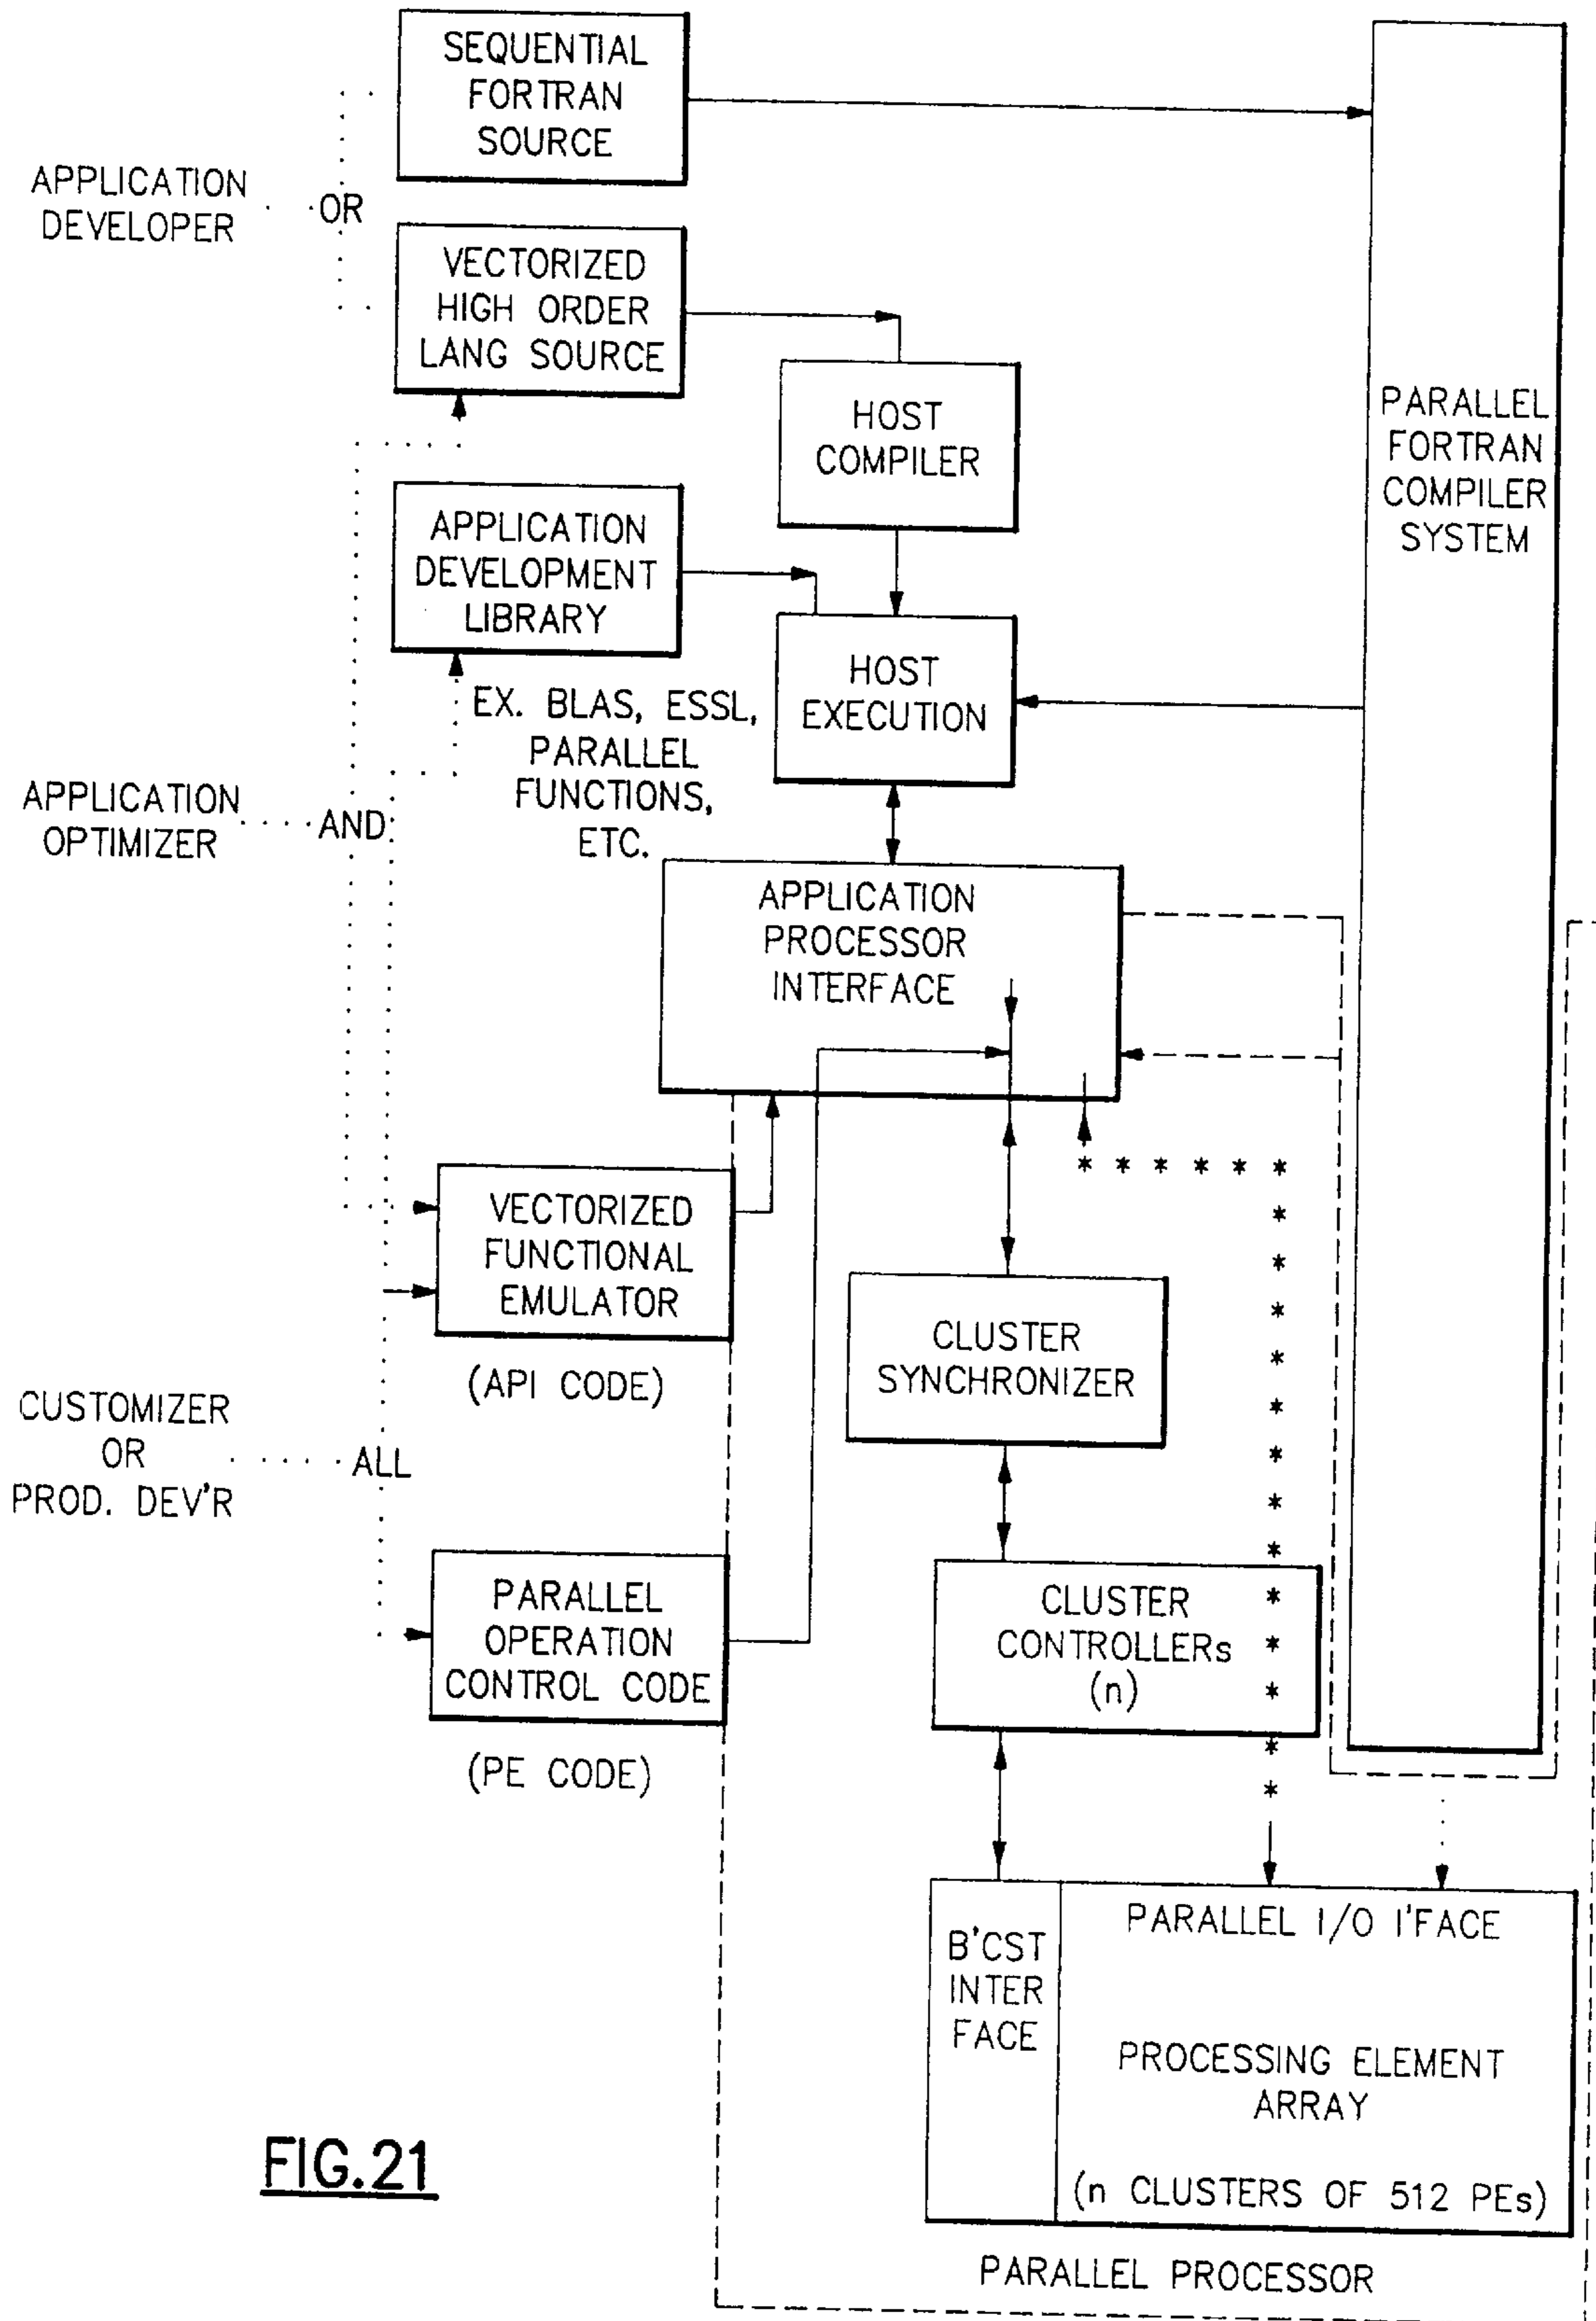 SEQUENTIAL
FORTRAN
SOURCE
APPLICATION
DEVELOPER
OR
VECTORIZED
HIGH ORDER
LANG SOURCE
HOST
COMPILER
PARALLEL
FORTRAN
COMPILER
SYSTEM
APPLICATION
DEVELOPMENT
LIBRARY
HOST
EXECUTION
EX. BLAS, ESSL,
PARALLEL
FUNCTIONS,
ETC.
APPLICATION
OPTIMIZER
AND
APPLICATION
PROCESSOR
INTERFACE
* * * * * *
*
*
*
*
*
*
*
*
*
*
*
*
*
VECTORIZED
FUNCTIONAL
EMULATOR
(API CODE)
CLUSTER
SYNCHRONIZER
CUSTOMIZER
OR
PROD. DEV'R
ALL
PARALLEL
OPERATION
CONTROL CODE
(PE CODE)
CLUSTER
CONTROLLERs
(n)
B'CST
INTER
FACE
PARALLEL I/O I'FACE
PROCESSING ELEMENT
ARRAY
(n CLUSTERS OF 512 PEs)
PARALLEL PROCESSOR
FIG.21